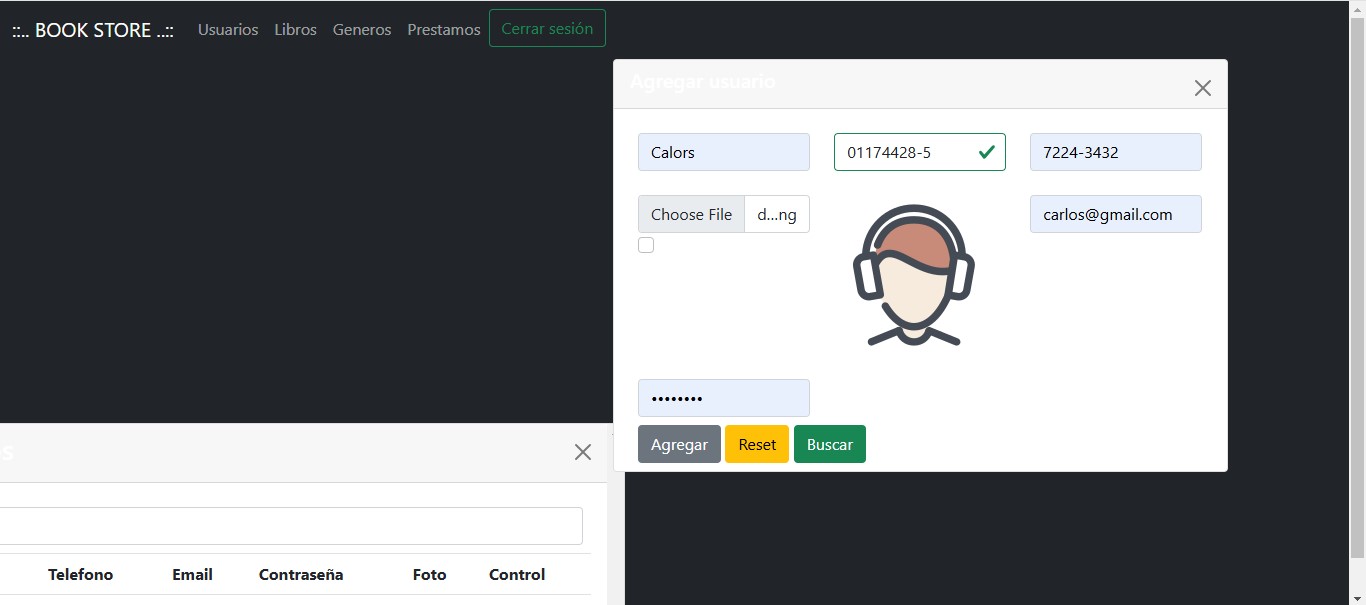 ::.. BOOK STORE ..:: Usuarios Libros Generos Prestamos Cerrar sesión
Agregar usuario
Calors 01174428-5 7224-3432
Choose File d...ng carlos@gmail.com
••••••••
Agregar Reset Buscar
s
Telefono Email Contraseña Foto Control